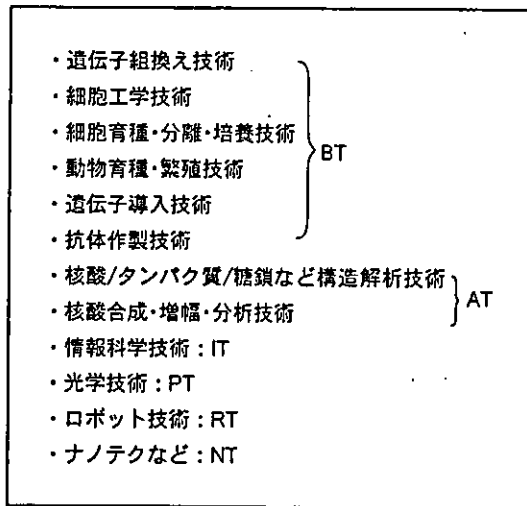 ・遺伝子組換え技術
・細胞工学技術
・細胞育種・分離・培養技術
・動物育種・繁殖技術
・遺伝子導入技術
・抗体作製技術
BT
・核酸/タンパク質/糖鎖など構造解析技術
・核酸合成・増幅・分析技術
AT
・情報科学技術：IT
・光学技術：PT
・ロボット技術：RT
・ナノテクなど：NT